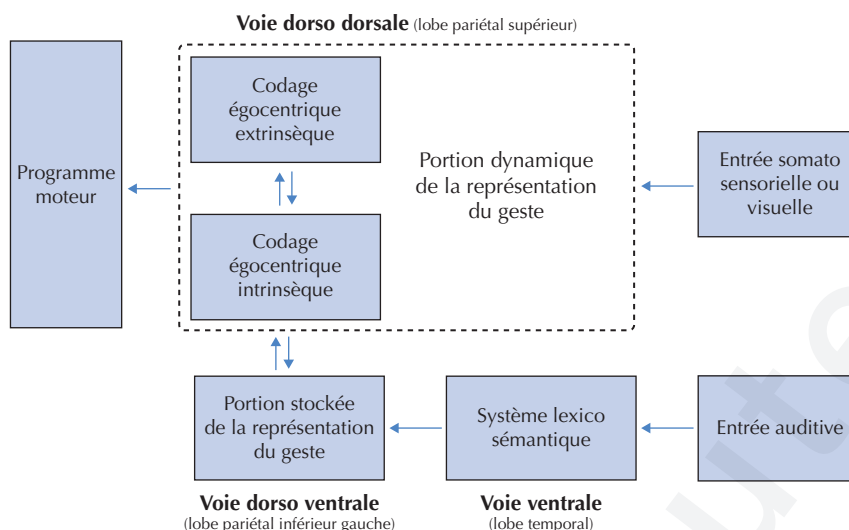 Voie dorso dorsale (lobe pariétal supérieur)
Programme
moteur
Codage
égocentrique
extrinsèque
Codage
égocentrique
intrinsèque
Portion dynamique
de la représentation
du geste
Entrée somato
sensorielle ou
visuelle
Portion stockée
de la représentation
du geste
Système lexico
sémantique
Entrée auditive
Voie dorso ventrale
(lobe pariétal inférieur gauche)
Voie ventrale
(lobe temporal)